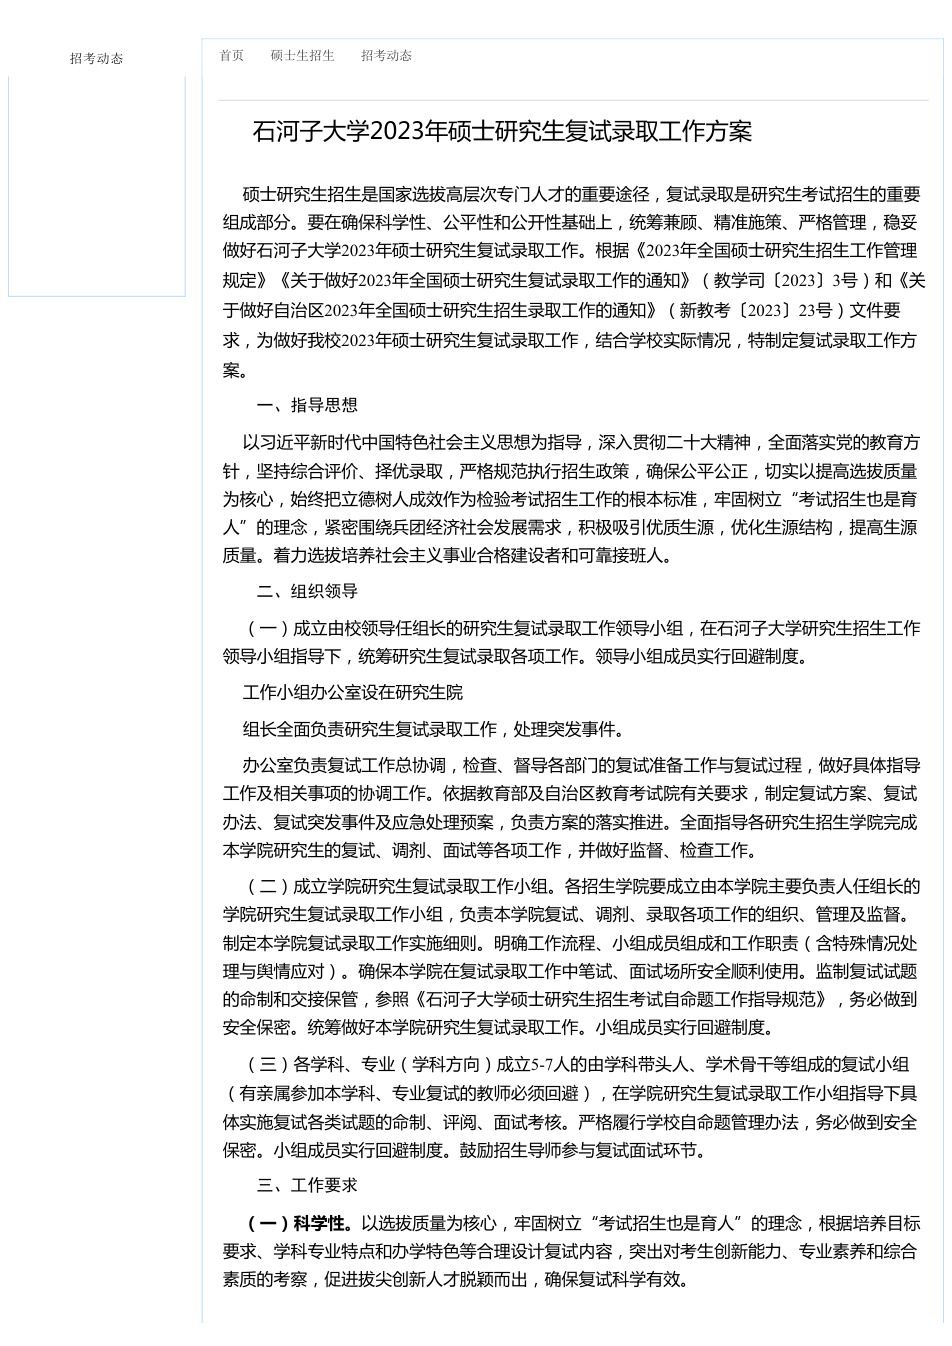 招考动态
首页 硕士生招生 招考动态
石河子大学2023年硕士研究生复试录取工作方案
硕士研究生招生是国家选拔高层次专门人才的重要途径，复试录取是研究生考试招生的重要
组成部分。要在确保科学性、公平性和公开性基础上，统筹兼顾、精准施策、严格管理，稳妥
做好石河子大学2023年硕士研究生复试录取工作。根据《2023年全国硕士研究生招生工作管理
规定》《关于做好2023年全国硕士研究生复试录取工作的通知》（教学司〔2023〕3号）和《关
于做好自治区2023年全国硕士研究生招生录取工作的通知》（新教考〔2023〕23号）文件要
求，为做好我校2023年硕士研究生复试录取工作，结合学校实际情况，特制定复试录取工作方
案。
一、指导思想
以习近平新时代中国特色社会主义思想为指导，深入贯彻二十大精神，全面落实党的教育方
针，坚持综合评价、择优录取，严格规范执行招生政策，确保公平公正，切实以提高选拔质量
为核心，始终把立德树人成效作为检验考试招生工作的根本标准，牢固树立“考试招生也是育
人”的理念，紧密围绕兵团经济社会发展需求，积极吸引优质生源，优化生源结构，提高生源
质量。着力选拔培养社会主义事业合格建设者和可靠接班人。
二、组织领导
（一）成立由校领导任组长的研究生复试录取工作领导小组，在石河子大学研究生招生工作
领导小组指导下，统筹研究生复试录取各项工作。领导小组成员实行回避制度。
工作小组办公室设在研究生院
组长全面负责研究生复试录取工作，处理突发事件。
办公室负责复试工作总协调，检查、督导各部门的复试准备工作与复试过程，做好具体指导
工作及相关事项的协调工作。依据教育部及自治区教育考试院有关要求，制定复试方案、复试
办法、复试突发事件及应急处理预案，负责方案的落实推进。全面指导各研究生招生学院完成
本学院研究生的复试、调剂、面试等各项工作，并做好监督、检查工作。
（二）成立学院研究生复试录取工作小组。各招生学院要成立由本学院主要负责人任组长的
学院研究生复试录取工作小组，负责本学院复试、调剂、录取各项工作的组织、管理及监督。
制定本学院复试录取工作实施细则。明确工作流程、小组成员组成和工作职责（含特殊情况处
理与舆情应对）。确保本学院在复试录取工作中笔试、面试场所安全顺利使用。监制复试试题
的命制和交接保管，参照《石河子大学硕士研究生招生考试自命题工作指导规范》，务必做到
安全保密。统筹做好本学院研究生复试录取工作。小组成员实行回避制度。
（三）各学科、专业（学科方向）成立5-7人的由学科带头人、学术骨干等组成的复试小组
（有亲属参加本学科、专业复试的教师必须回避），在学院研究生复试录取工作小组指导下具
体实施复试各类试题的命制、评阅、面试考核。严格履行学校自命题管理办法，务必做到安全
保密。小组成员实行回避制度。鼓励招生导师参与复试面试环节。
三、工作要求
（一）科学性。以选拔质量为核心，牢固树立“考试招生也是育人”的理念，根据培养目标
要求、学科专业特点和办学特色等合理设计复试内容，突出对考生创新能力、专业素养和综合
素质的考察，促进拔尖创新人才脱颖而出，确保复试科学有效。